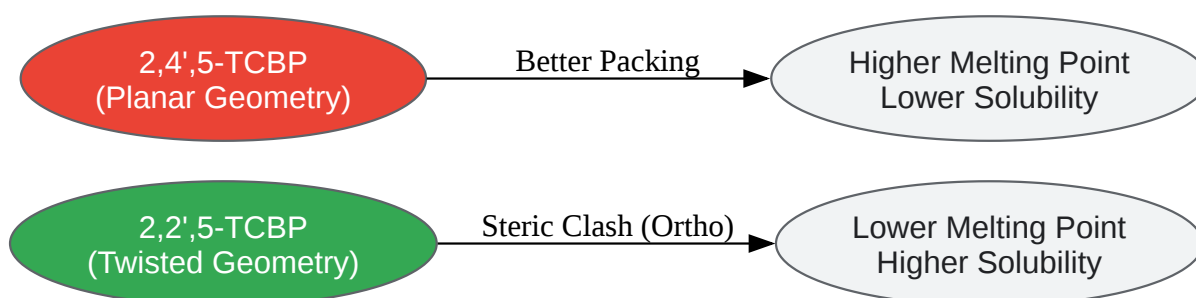 2,4',5-TCBP
(Planar Geometry)
Better Packing
Higher Melting Point
Lower Solubility
2,2',5-TCBP
(Twisted Geometry)
Steric Clash (Ortho)
Lower Melting Point
Higher Solubility